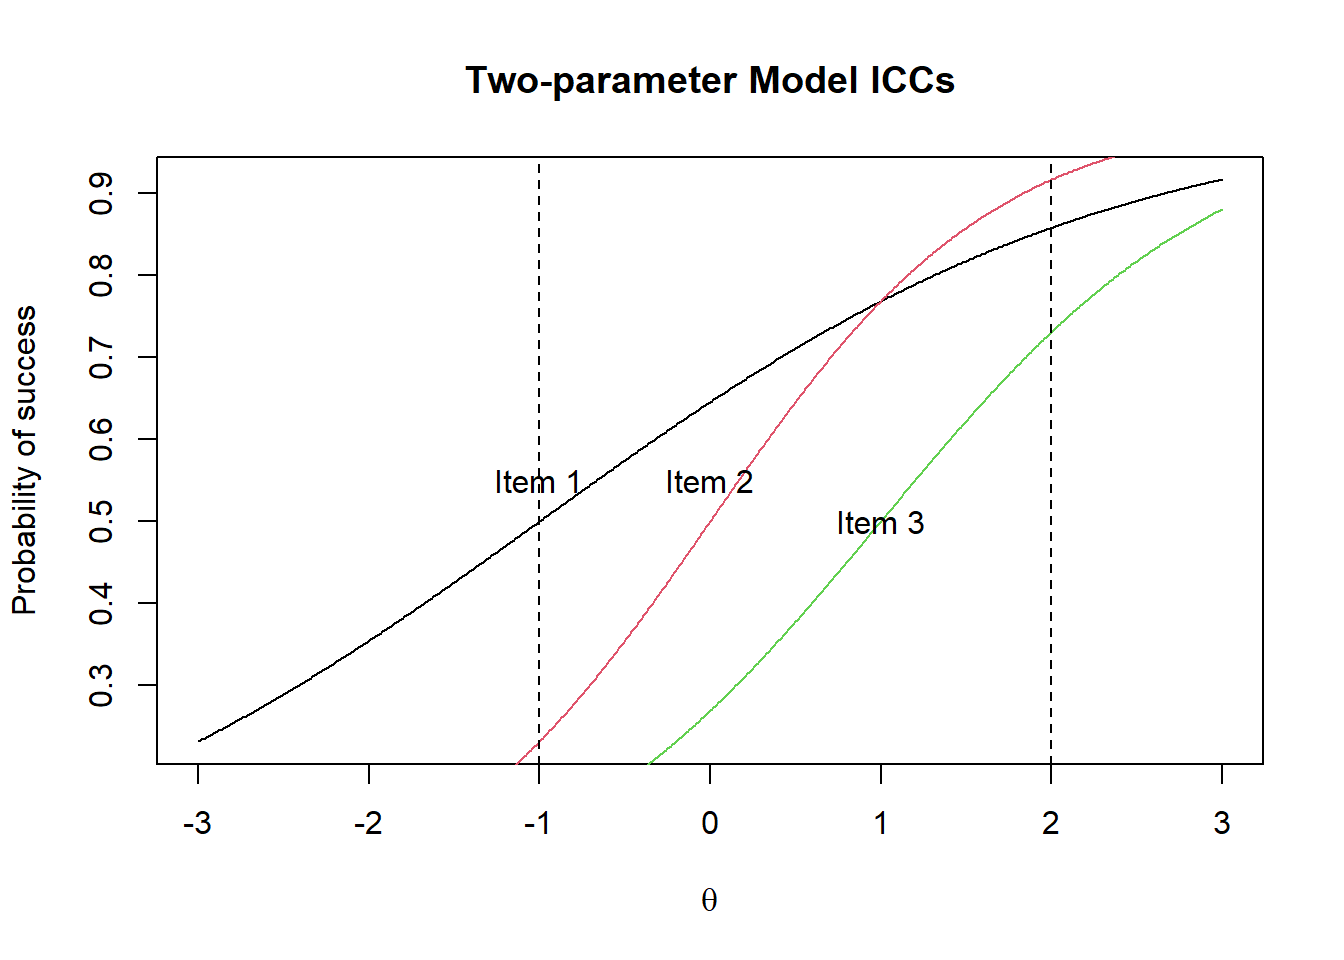 Two-parameter Model ICCs
Probability of success
0.9
0.8
0.7
0.6
0.5
0.4
0.3
Item 1
Item 2
Item 3
-3
-2
-1
0
1
2
3
θ